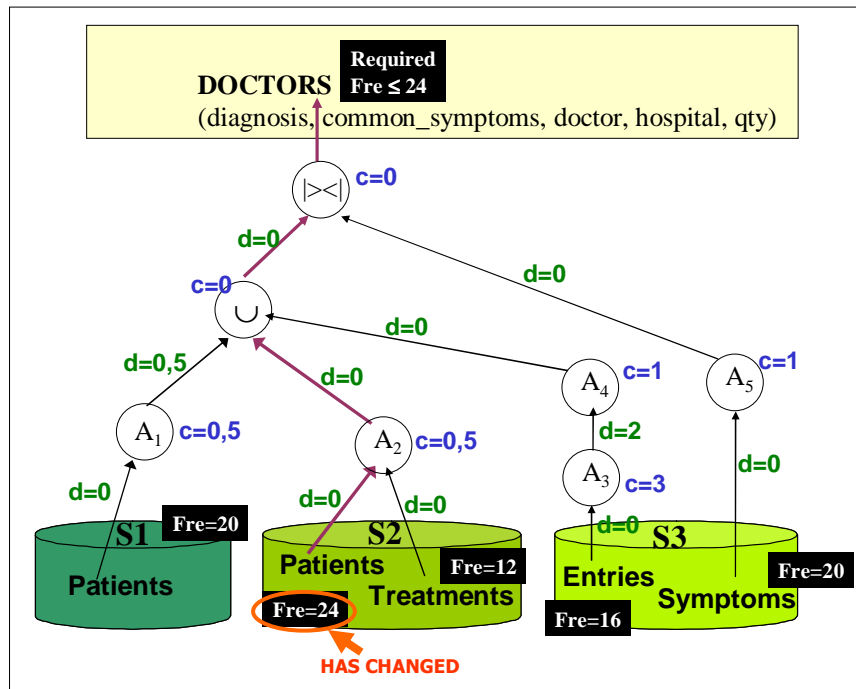 Required
Fre ≤ 24
DOCTORS
(diagnosis, common_symptoms, doctor, hospital, qty)
|><| c=0
d=0
d=0
c=0
∪
d=0
d=0,5
d=0
A4 c=1
A5 c=1
A1 c=0,5
A2 c=0,5
d=2
d=0
A3 c=3
d=0
d=0
d=0
d=0
S1 Fre=20
S2
S3
Patients
Patients
Fre=12
Treatments
Entries
Fre=20
Symptoms
Fre=24
Fre=16
HAS CHANGED